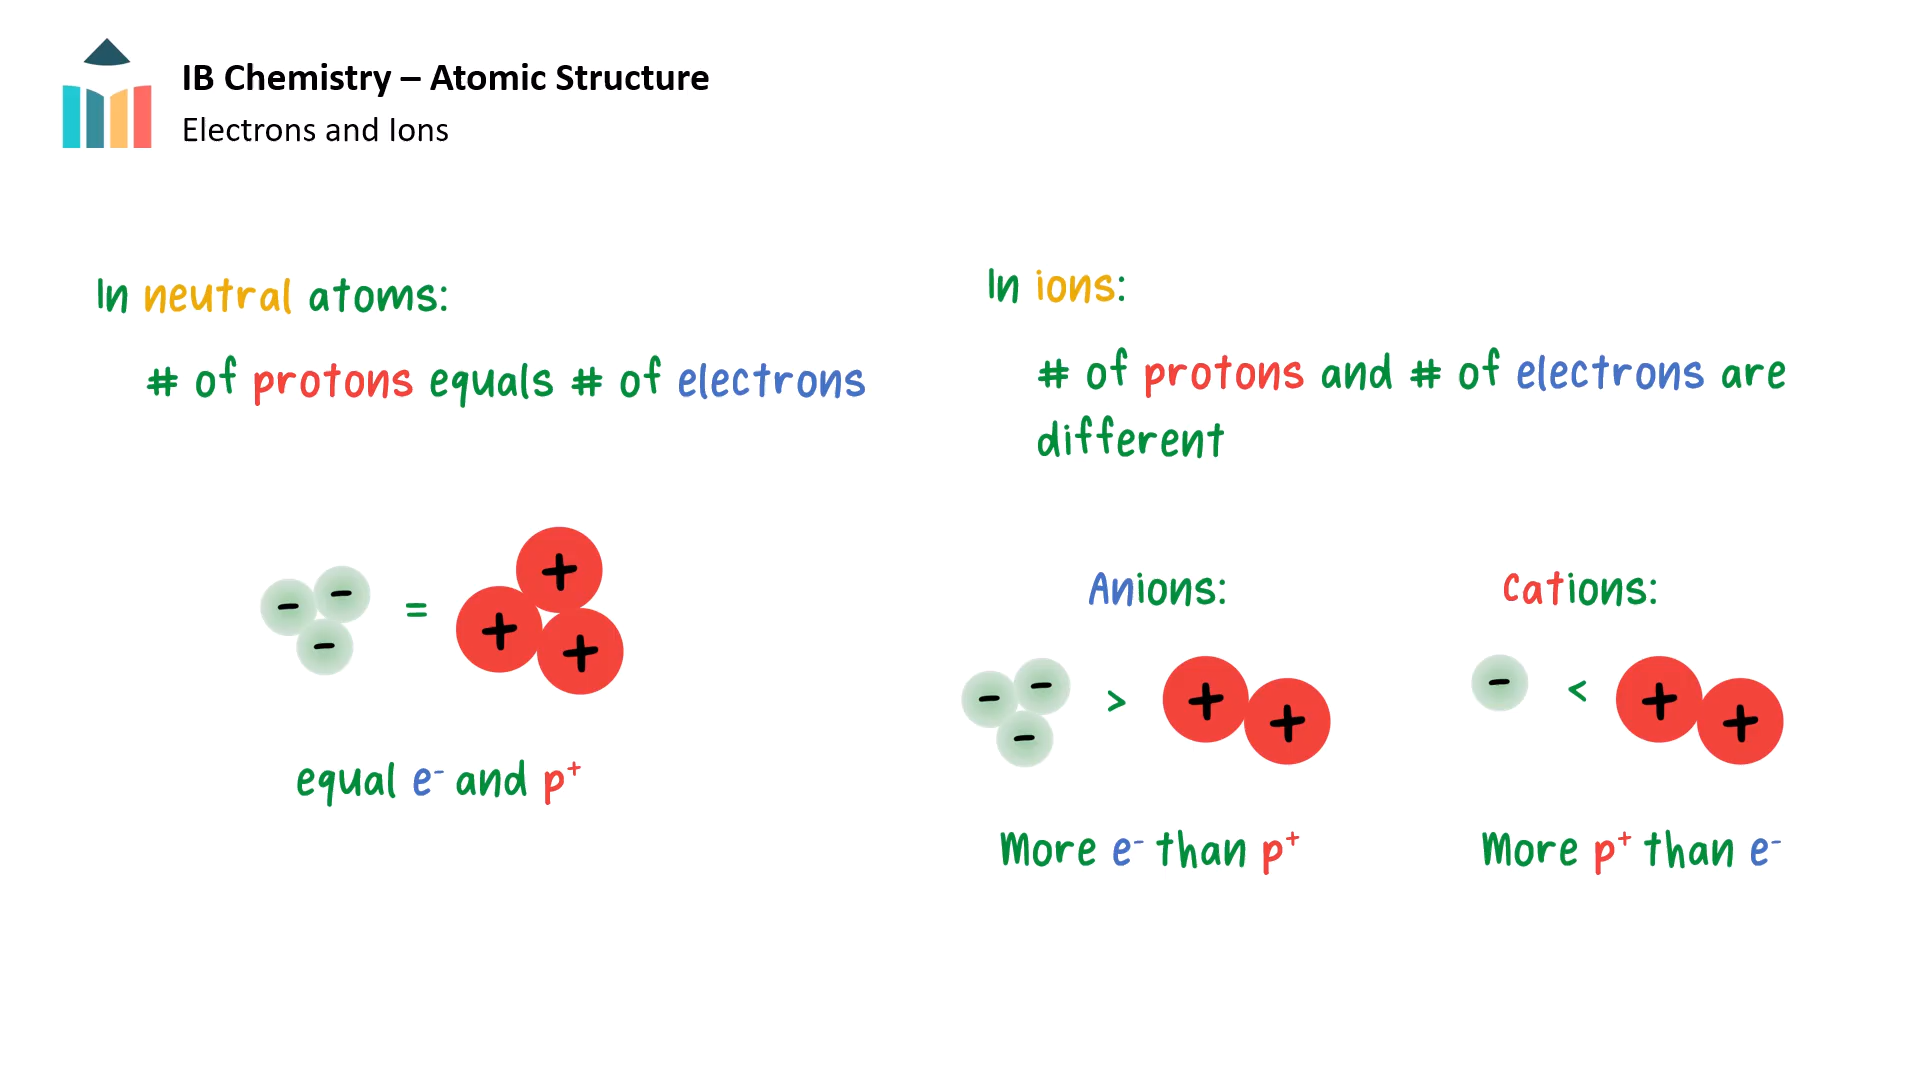 IB Chemistry – Atomic Structure
Electrons and Ions
In neutral atoms:
# of protons equals # of electrons
- - - = + + +
equal e⁻ and p⁺
In ions:
# of protons and # of electrons are
different
Anions:
- - - > + +
More e⁻ than p⁺
Cations:
- < + +
More p⁺ than e⁻